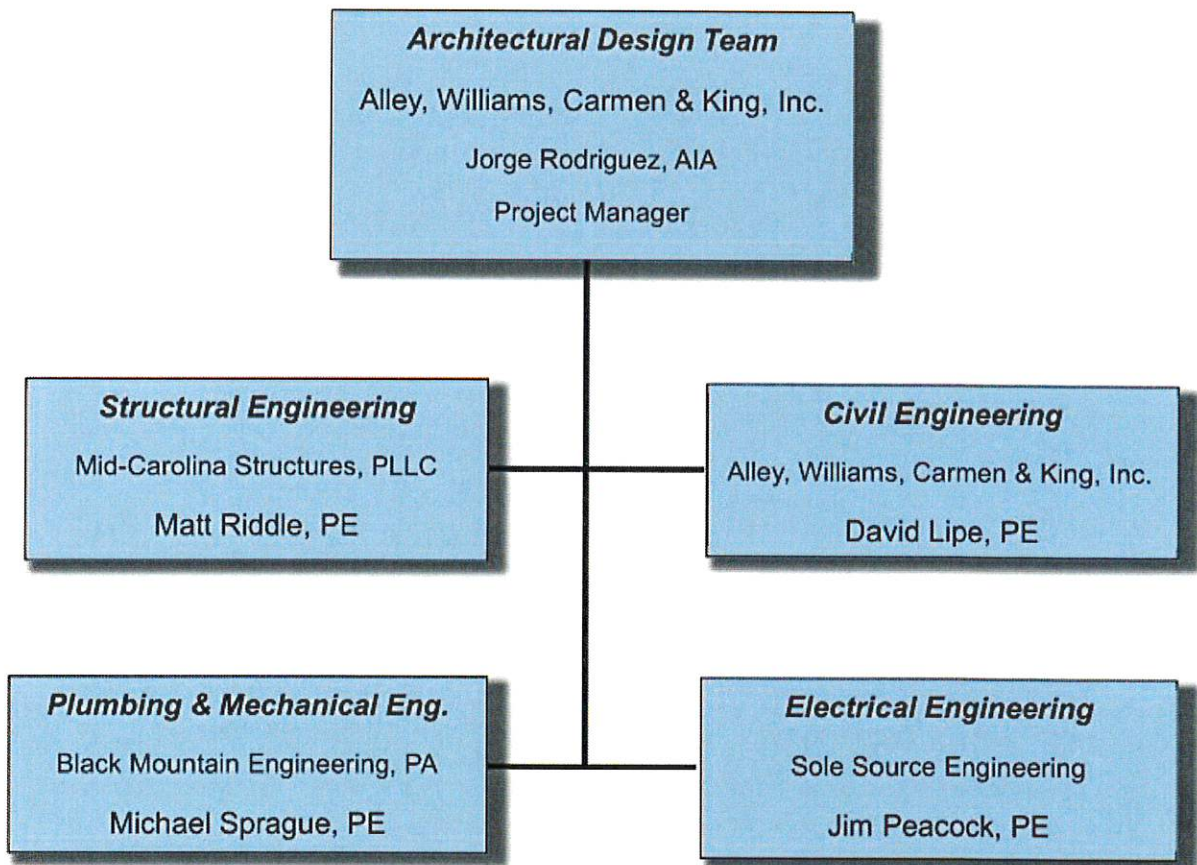 Architectural Design Team
Alley, Williams, Carmen & King, Inc.
Jorge Rodriguez, AIA
Project Manager
Structural Engineering
Mid-Carolina Structures, PLLC
Matt Riddle, PE
Civil Engineering
Alley, Williams, Carmen & King, Inc.
David Lipe, PE
Plumbing & Mechanical Eng.
Black Mountain Engineering, PA
Michael Sprague, PE
Electrical Engineering
Sole Source Engineering
Jim Peacock, PE